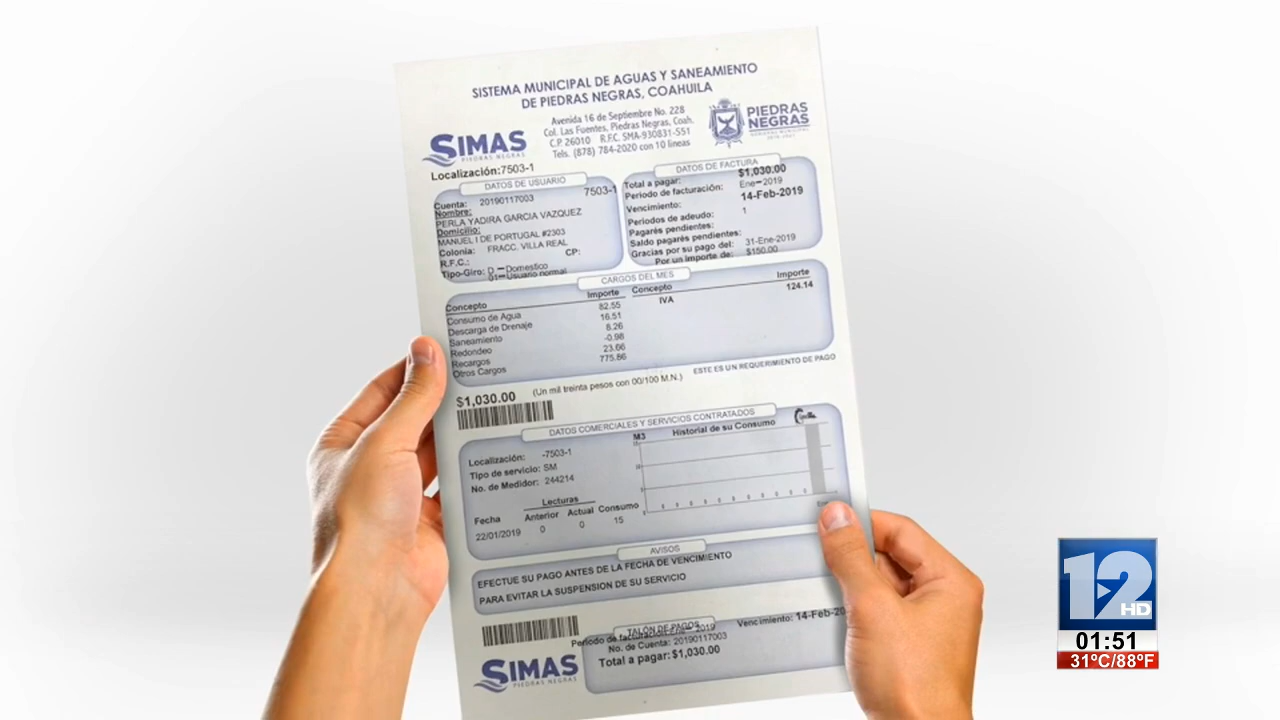 SISTEMA MUNICIPAL DE AGUAS Y SANEAMIENTO
DE PIEDRAS NEGRAS, COAHUILA
Avenida 16 de Septiembre No. 228
Col. Las Fuentes, Piedras Negras, Coah.
C.P. 26010 R.F.C. SMA-930831-551
Tels. (878) 784-2020 con 10 lineas
SIMAS
PIEDRAS NEGRAS
PIEDRAS
NEGRAS
Localización:7503-1
DATOS DE USUARIO
7503-1
Cuenta: 20190117003
Nombre:
PERLA YADIRA GARCIA VAZQUEZ
Domicilio:
MANUEL I DE PORTUGAL #2303
Colonia: FRACC. VILLA REAL
R.F.C.: CP:
Tipo-Giro: D — Domestico
01— Usuario normal
DATOS DE FACTURA
Total a pagar: $1,030.00
Periodo de facturación: Ene—2019
Vencimiento: 14-Feb-2019
Periodos de adeudo: 1
Pagarés pendientes:
Saldo pagarés pendientes:
Gracias por su pago del: 31-Ene-2019
Por un importe de: $150.00
CARGOS DEL MES
Concepto Importe Concepto Importe
Consumo de Agua 82.55 IVA 124.14
Descarga de Drenaje 16.51
Saneamiento 8.26
Redondeo -0.98
Recargos 23.66
Otros Cargos 775.86
$1,030.00 (Un mil treinta pesos con 00/100 M.N.) ESTE ES UN REQUERIMIENTO DE PAGO
DATOS COMERCIALES Y SERVICIOS CONTRATADOS
Localización: -7503-1
Tipo de servicio: SM
No. de Medidor: 244214
Lecturas
Fecha Anterior Actual Consumo
22/01/2019 0 0 15
M3 Historial de su Consumo
AVISOS
EFECTUE SU PAGO ANTES DE LA FECHA DE VENCIMIENTO
PARA EVITAR LA SUSPENSION DE SU SERVICIO
TALÓN DE PAGOS
Periodo de facturación: Ene—2019 Vencimiento: 14-Feb-20
No. de Cuenta: 20190117003
Total a pagar: $1,030.00
SIMAS
PIEDRAS NEGRAS
12
HD
01:51
31°C/88°F